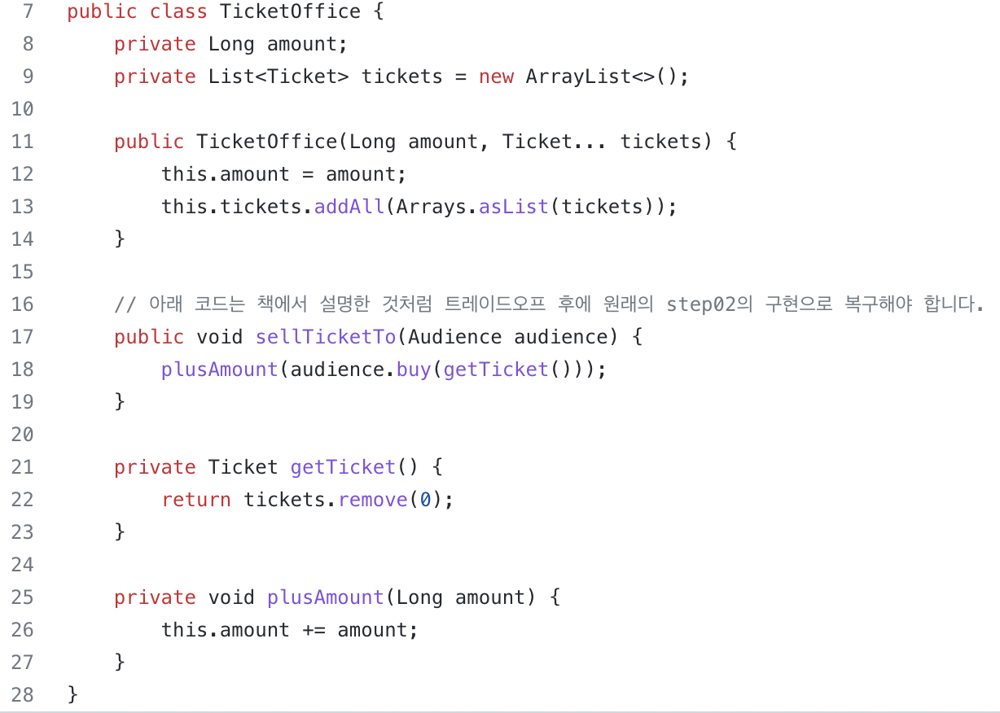 7 public class TicketOffice {
8     private Long amount;
9     private List<Ticket> tickets = new ArrayList<>();
10
11     public TicketOffice(Long amount, Ticket... tickets) {
12         this.amount = amount;
13         this.tickets.addAll(Arrays.asList(tickets));
14     }
15
16     // 아래 코드는 책에서 설명한 것처럼 트레이드오프 후에 원래의 step02의 구현으로 복구해야 합니다.
17     public void sellTicketTo(Audience audience) {
18         plusAmount(audience.buy(getTicket()));
19     }
20
21     private Ticket getTicket() {
22         return tickets.remove(0);
23     }
24
25     private void plusAmount(Long amount) {
26         this.amount += amount;
27     }
28 }